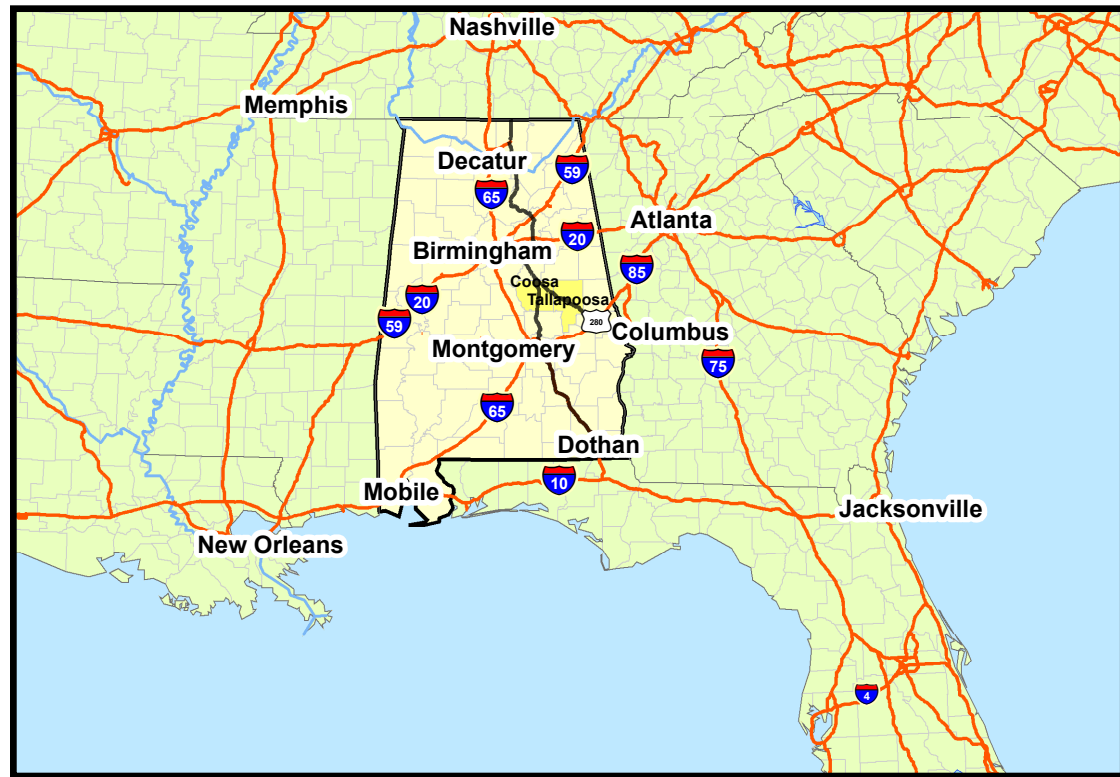 Nashville
Memphis
Decatur
59
65
Atlanta
20
Birmingham
85
Coosa
20
Tallapoosa
59
280
Columbus
Montgomery
75
65
Dothan
10
Mobile
Jacksonville
New Orleans
4